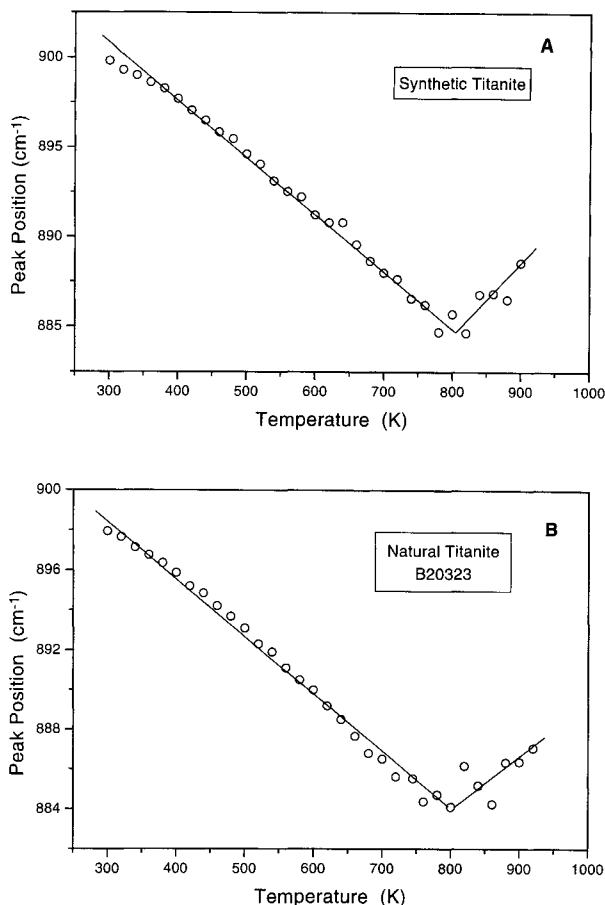 A
Synthetic Titanite
Peak Position (cm-1)
900
895
890
885
300 400 500 600 700 800 900 1000
Temperature (K)
B
Natural Titanite
B20323
Peak Position (cm-1)
900
896
892
888
884
300 400 500 600 700 800 900 1000
Temperature (K)